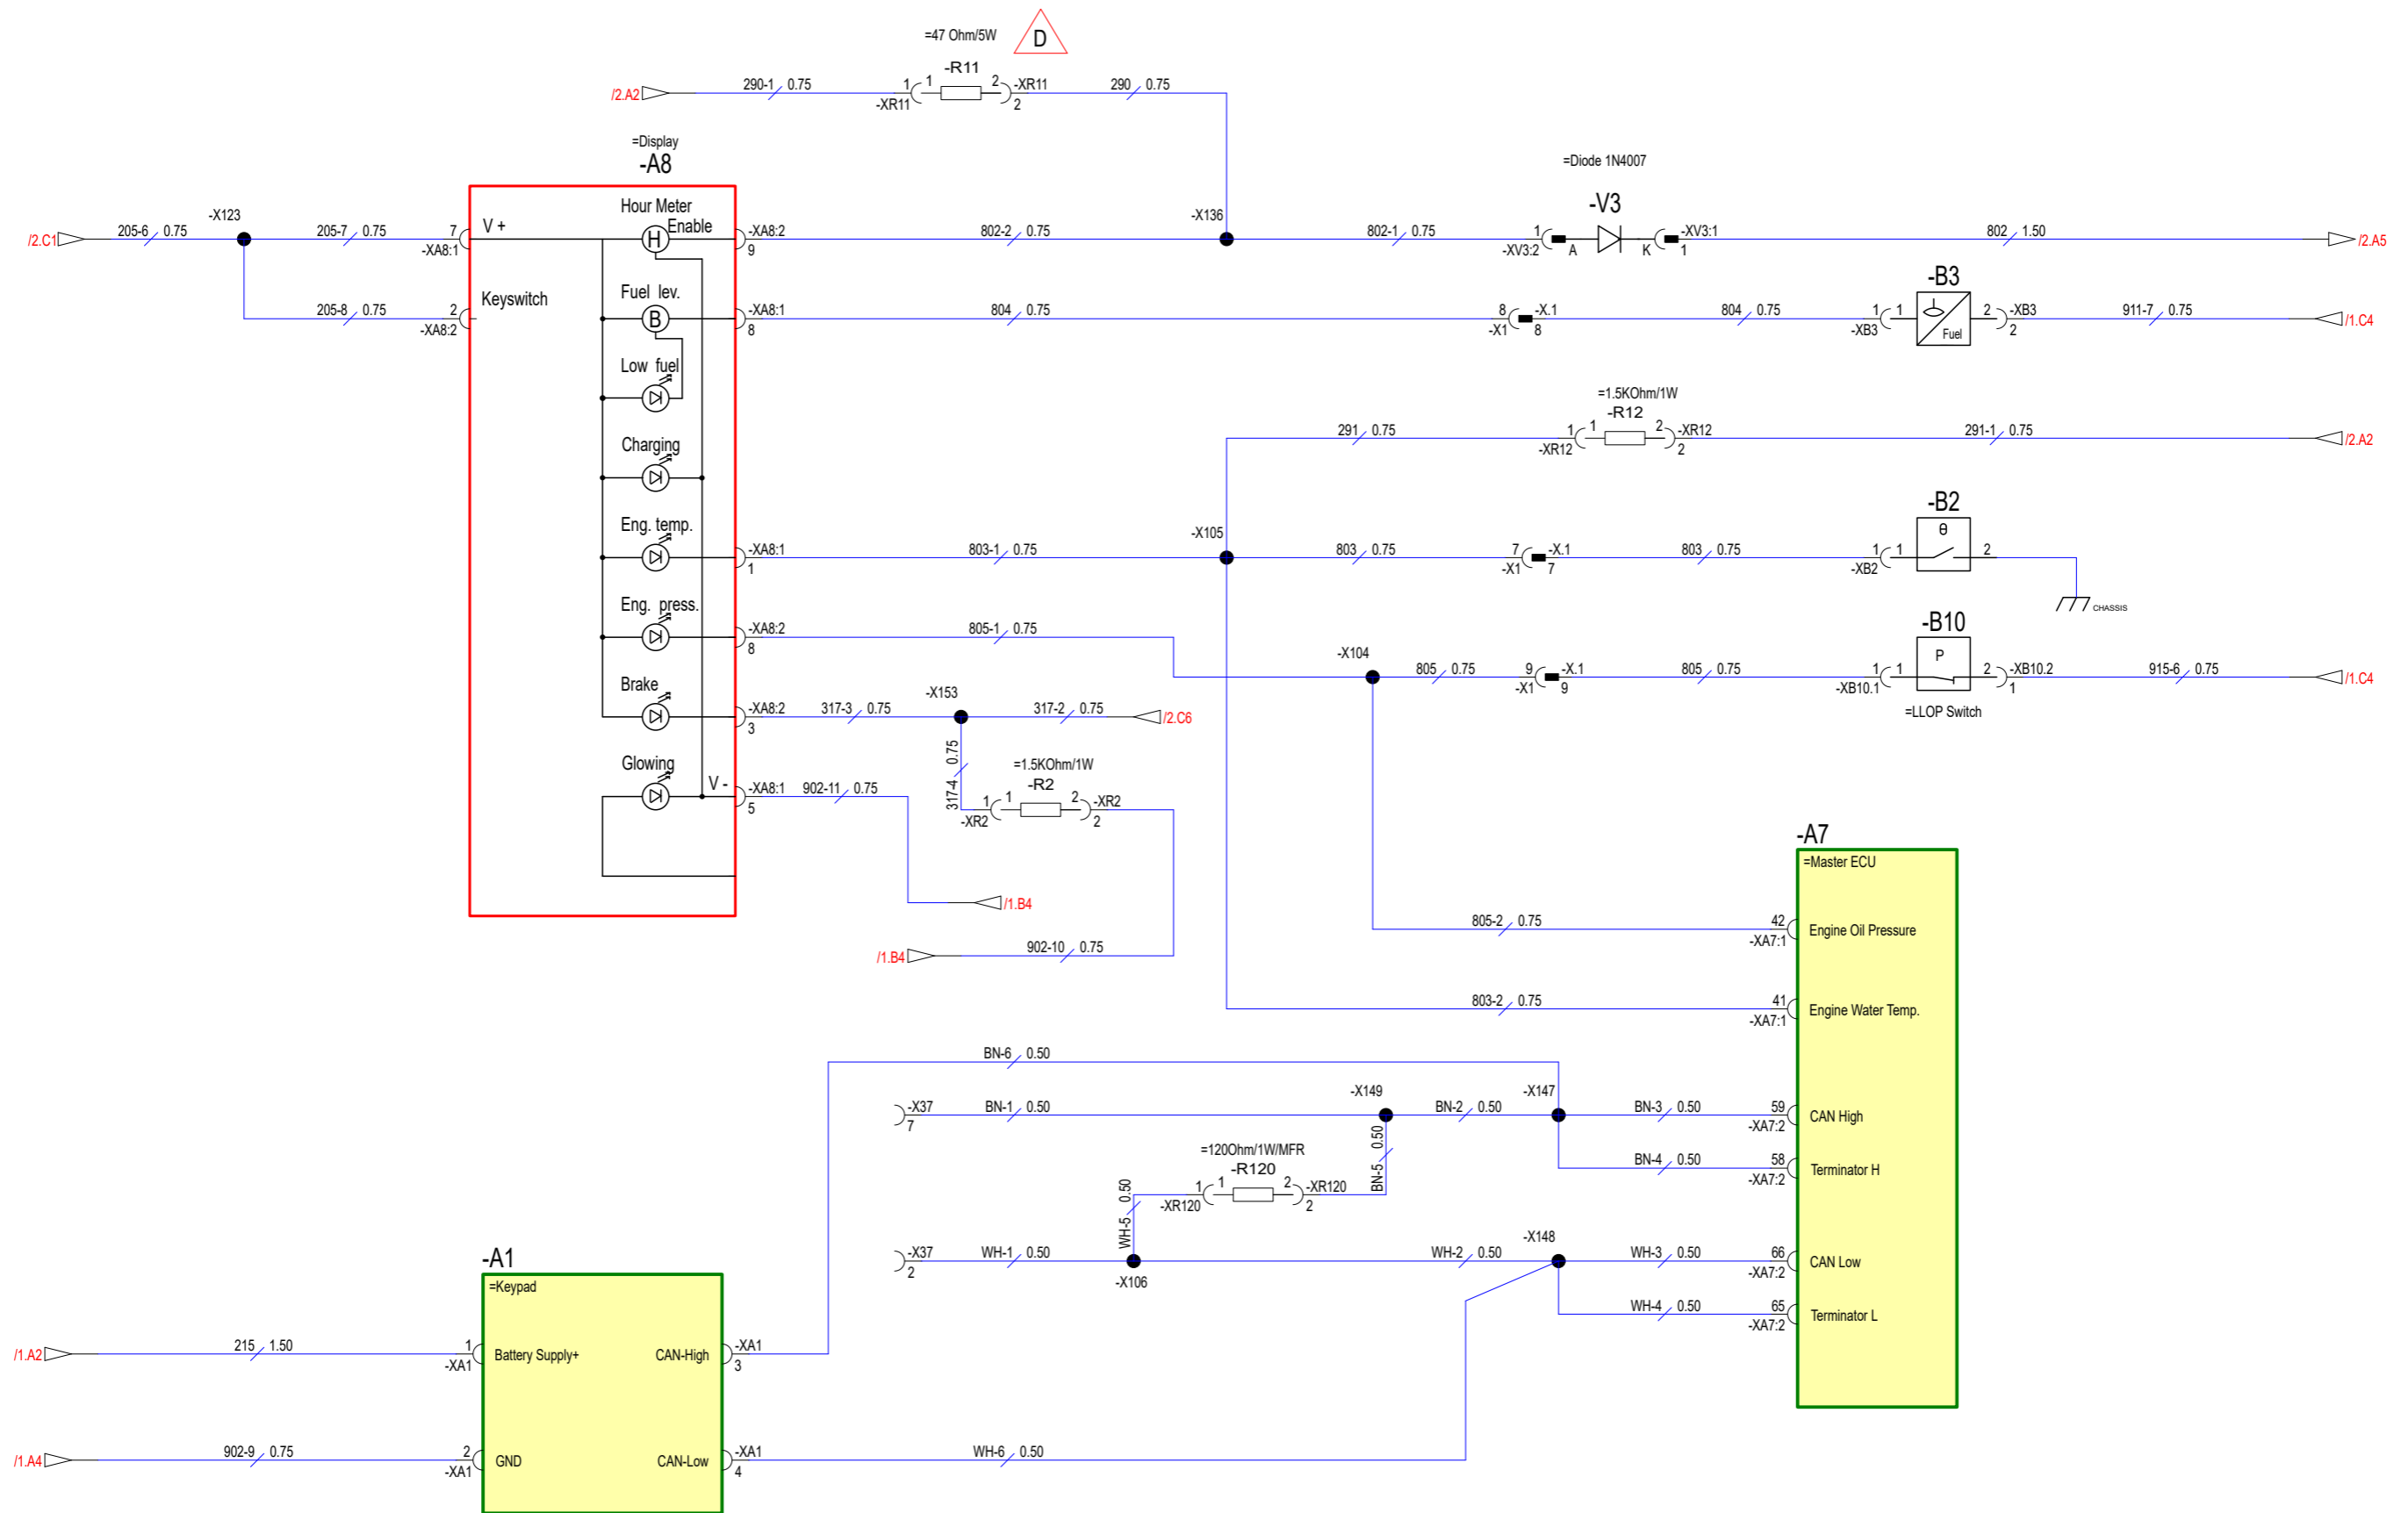 =47 Ohm/5W
D
-R11
/2.A2
290-1 0.75
1 1 2 -XR11
-XR11 2
290 0.75
=Display
-A8
=Diode 1N4007
-V3
Hour Meter
Enable
/2.C1
205-6 0.75
-X123
205-7 0.75
7
-XA8:1
V +
H
-XA8:2
9
802-2 0.75
-X136
802-1 0.75
1
-XV3:2
A
K
-XV3:1
1
802 1.50
/2.A5
205-8 0.75
2
-XA8:2
Keyswitch
Fuel lev.
B
-XA8:1
8
804 0.75
8
-X1
-X.1
8
804 0.75
-B3
1 1
-XB3
Fuel
2 -XB3
2
911-7 0.75
/1.C4
Low fuel
=1.5KOhm/1W
-R12
Charging
291 0.75
1 1 2 -XR12
-XR12 2
291-1 0.75
/2.A2
Eng. temp.
-XA8:1
1
803-1 0.75
-X105
803 0.75
7
-X1
-X.1
7
803 0.75
-B2
1 1
-XB2
θ
2
CHASSIS
Eng. press.
-XA8:2
8
805-1 0.75
-X104
805 0.75
9
-X1
-X.1
9
805 0.75
-B10
1 1
-XB10.1
P
2 -XB10.2
1
915-6 0.75
/1.C4
=LLOP Switch
Brake
-XA8:2
3
317-3 0.75
-X153
317-2 0.75
/2.C6
317-4 0.75
=1.5KOhm/1W
-R2
1 1 2 -XR2
-XR2 2
Glowing
V -
-XA8:1
5
902-11 0.75
/1.B4
/1.B4
902-10 0.75
-A7
=Master ECU
805-2 0.75
42
-XA7:1
Engine Oil Pressure
803-2 0.75
41
-XA7:1
Engine Water Temp.
BN-6 0.50
-X37
7
BN-1 0.50
-X149
BN-2 0.50
-X147
BN-3 0.50
59
-XA7:2
CAN High
BN-5 0.50
=120Ohm/1W/MFR
-R120
1 1 2 -XR120
-XR120 2
BN-4 0.50
58
-XA7:2
Terminator H
WH-5 0.50
-X37
2
WH-1 0.50
-X106
WH-2 0.50
-X148
WH-3 0.50
66
-XA7:2
CAN Low
WH-4 0.50
65
-XA7:2
Terminator L
-A1
=Keypad
/1.A2
215 1.50
1
-XA1
Battery Supply+
CAN-High
-XA1
3
/1.A4
902-9 0.75
2
-XA1
GND
CAN-Low
-XA1
4
WH-6 0.50